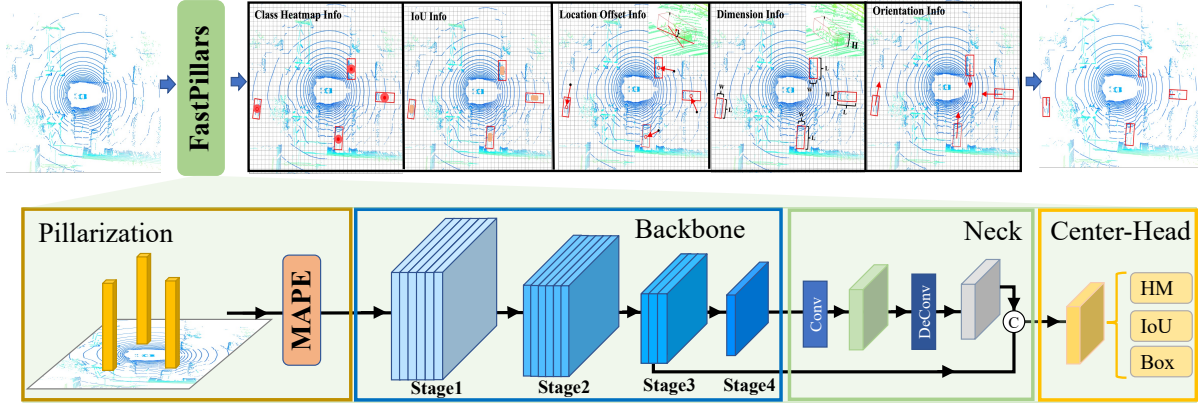 FastPillars
Class Heatmap Info
IoU Info
Location Offset Info
Dimension Info
Orientation Info
H
W
L
W
L
W
L
W
L
Pillarization
MAPE
Backbone
Stage1
Stage2
Stage3
Stage4
Neck
Conv
DeConv
C
Center-Head
HM
IoU
Box